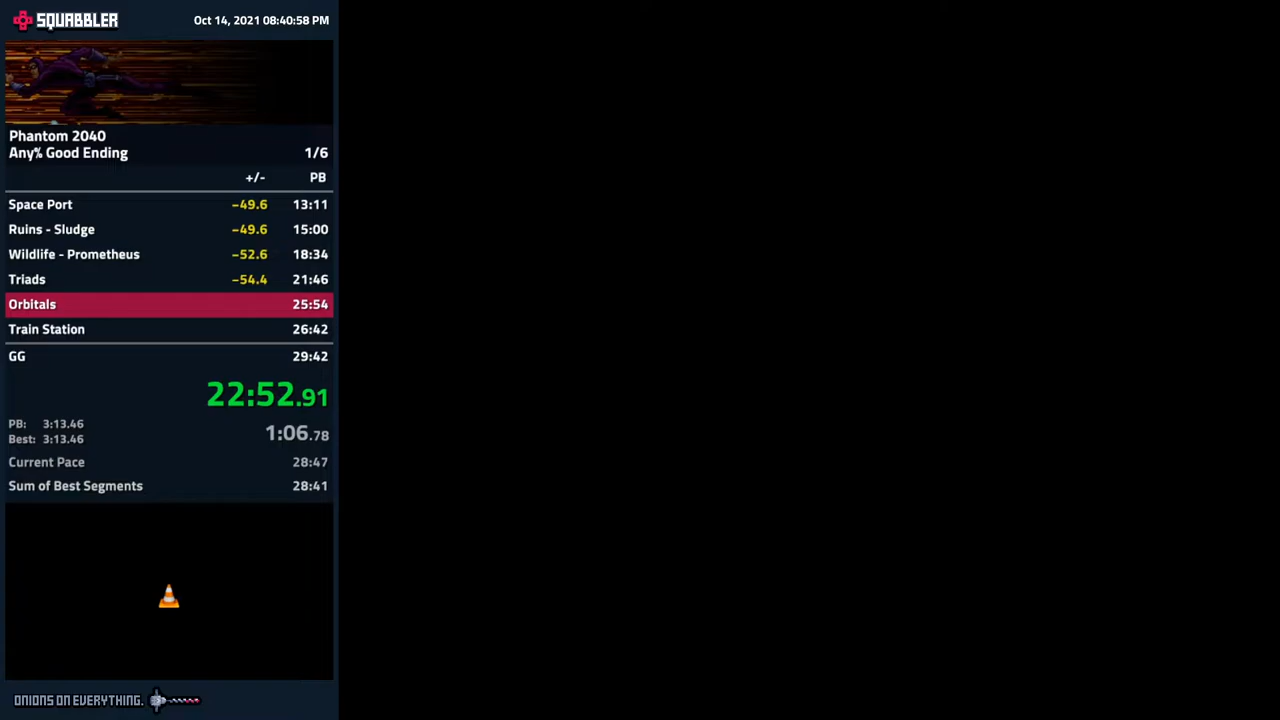 SQUABBLER
Oct 14, 2021 08:40:58 PM
Phantom 2040
Any% Good Ending 1/6
+/- PB
Space Port −49.6 13:11
Ruins - Sludge −49.6 15:00
Wildlife - Prometheus −52.6 18:34
Triads −54.4 21:46
Orbitals 25:54
Train Station 26:42
GG 29:42
22:52.91
PB: 3:13.46
Best: 3:13.46
1:06.78
Current Pace 28:47
Sum of Best Segments 28:41
ONIONS ON EVERYTHING.